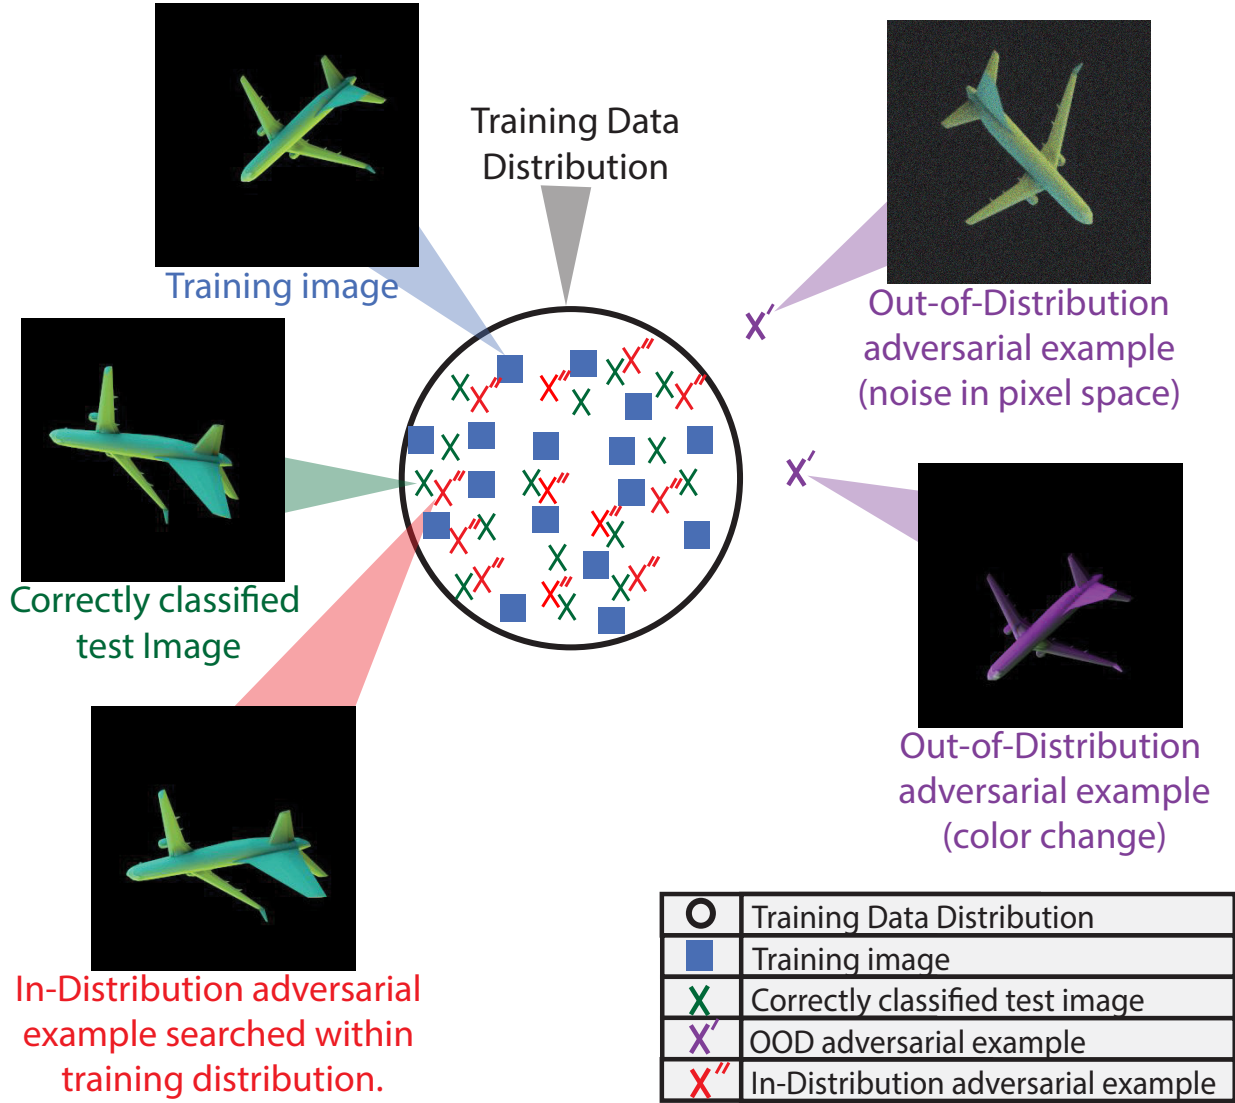 Training Data
Distribution
Training image
Correctly classified
test Image
In-Distribution adversarial
example searched within
training distribution.
X′
Out-of-Distribution
adversarial example
(noise in pixel space)
X′
Out-of-Distribution
adversarial example
(color change)
Training Data Distribution
Training image
X Correctly classified test image
X′ OOD adversarial example
X″ In-Distribution adversarial example